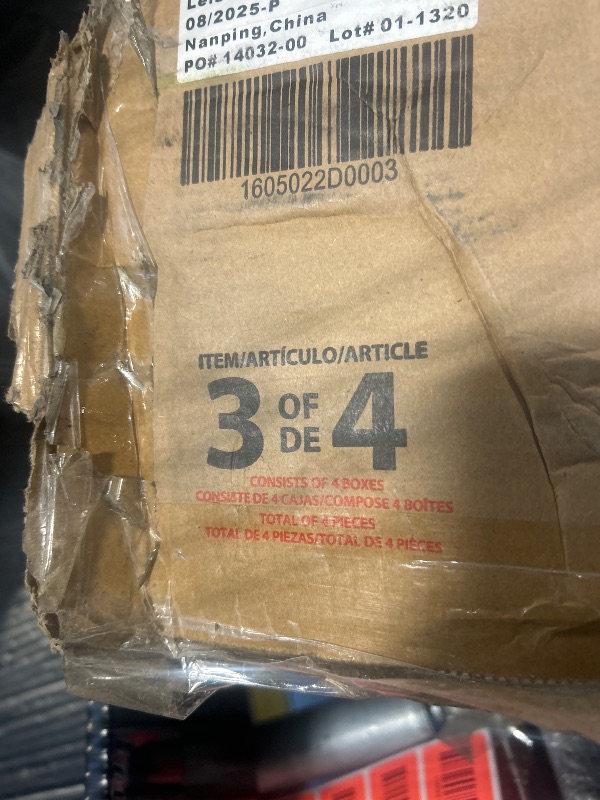 08/2025-P
Nanping,China
PO# 14032-00 Lot# 01-1320
1605022D0003
ITEM/ARTÍCULO/ARTICLE
3 OF DE 4
CONSISTS OF 4 BOXES
CONSISTE DE 4 CAJAS/COMPOSE 4 BOÎTES
TOTAL OF 4 PIECES
TOTAL DE 4 PIEZAS/TOTAL DE 4 PIÈCES